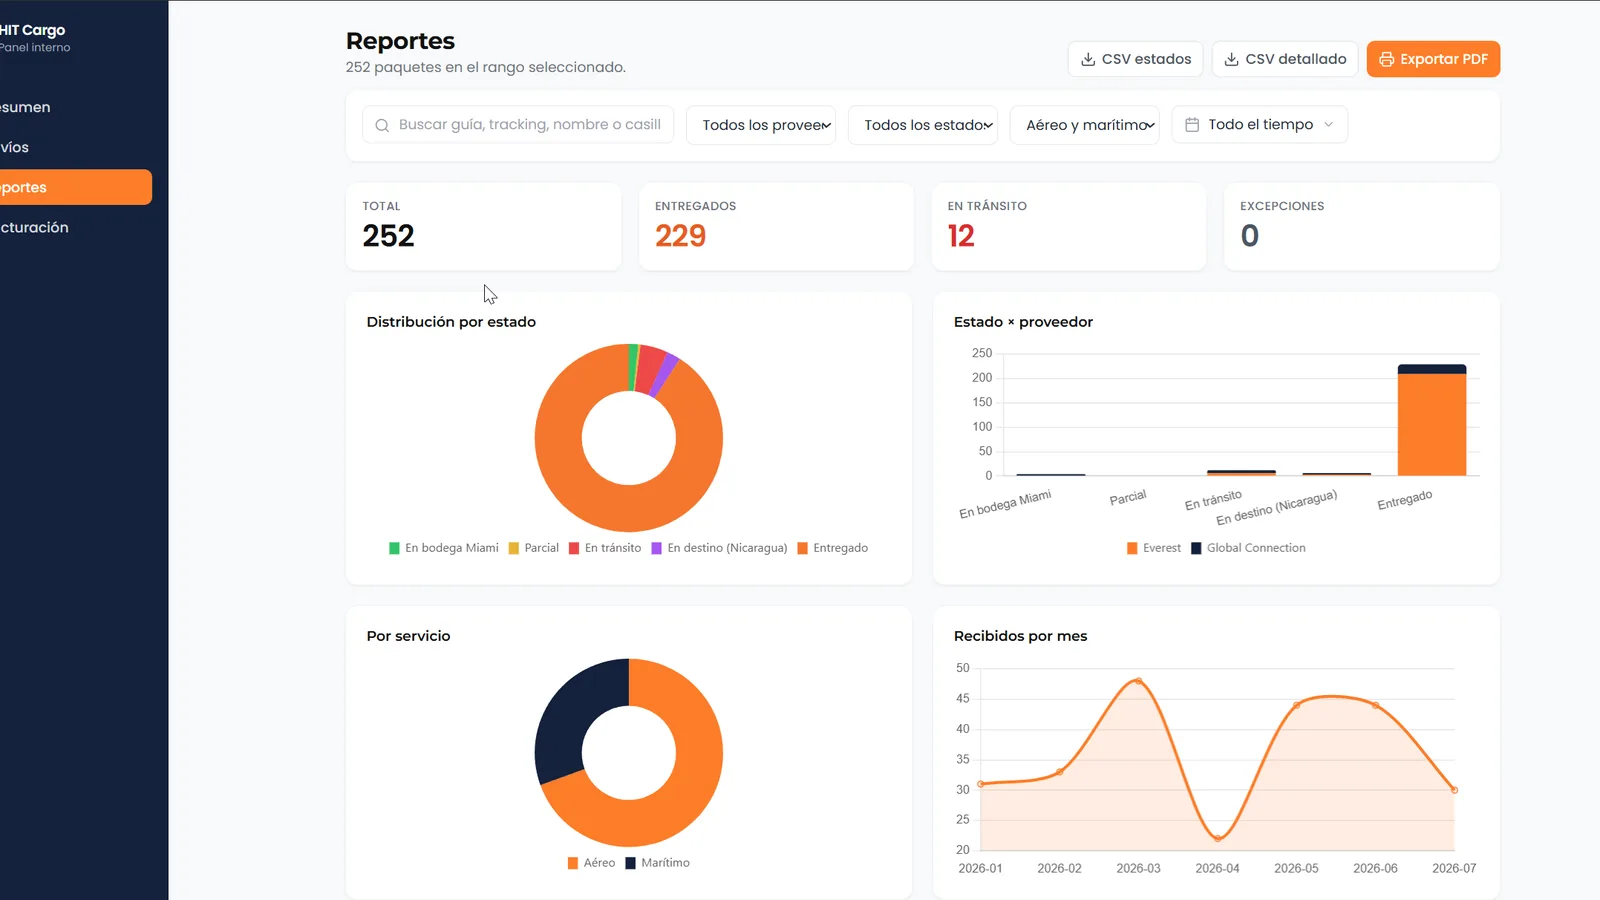 HIT Cargo
Panel interno
esumen
víos
eportes
cturación
Reportes
252 paquetes en el rango seleccionado.
CSV estados
CSV detallado
Exportar PDF
Buscar guía, tracking, nombre o casill
Todos los provee
Todos los estado
Aéreo y marítimo
Todo el tiempo
TOTAL
252
ENTREGADOS
229
EN TRÁNSITO
12
EXCEPCIONES
0
Distribución por estado
En bodega Miami
Parcial
En tránsito
En destino (Nicaragua)
Entregado
Estado × proveedor
250
200
150
100
50
0
En bodega Miami
Parcial
En tránsito
En destino (Nicaragua)
Entregado
Everest
Global Connection
Por servicio
Aéreo
Marítimo
Recibidos por mes
50
45
40
35
30
25
20
2026-01
2026-02
2026-03
2026-04
2026-05
2026-06
2026-07